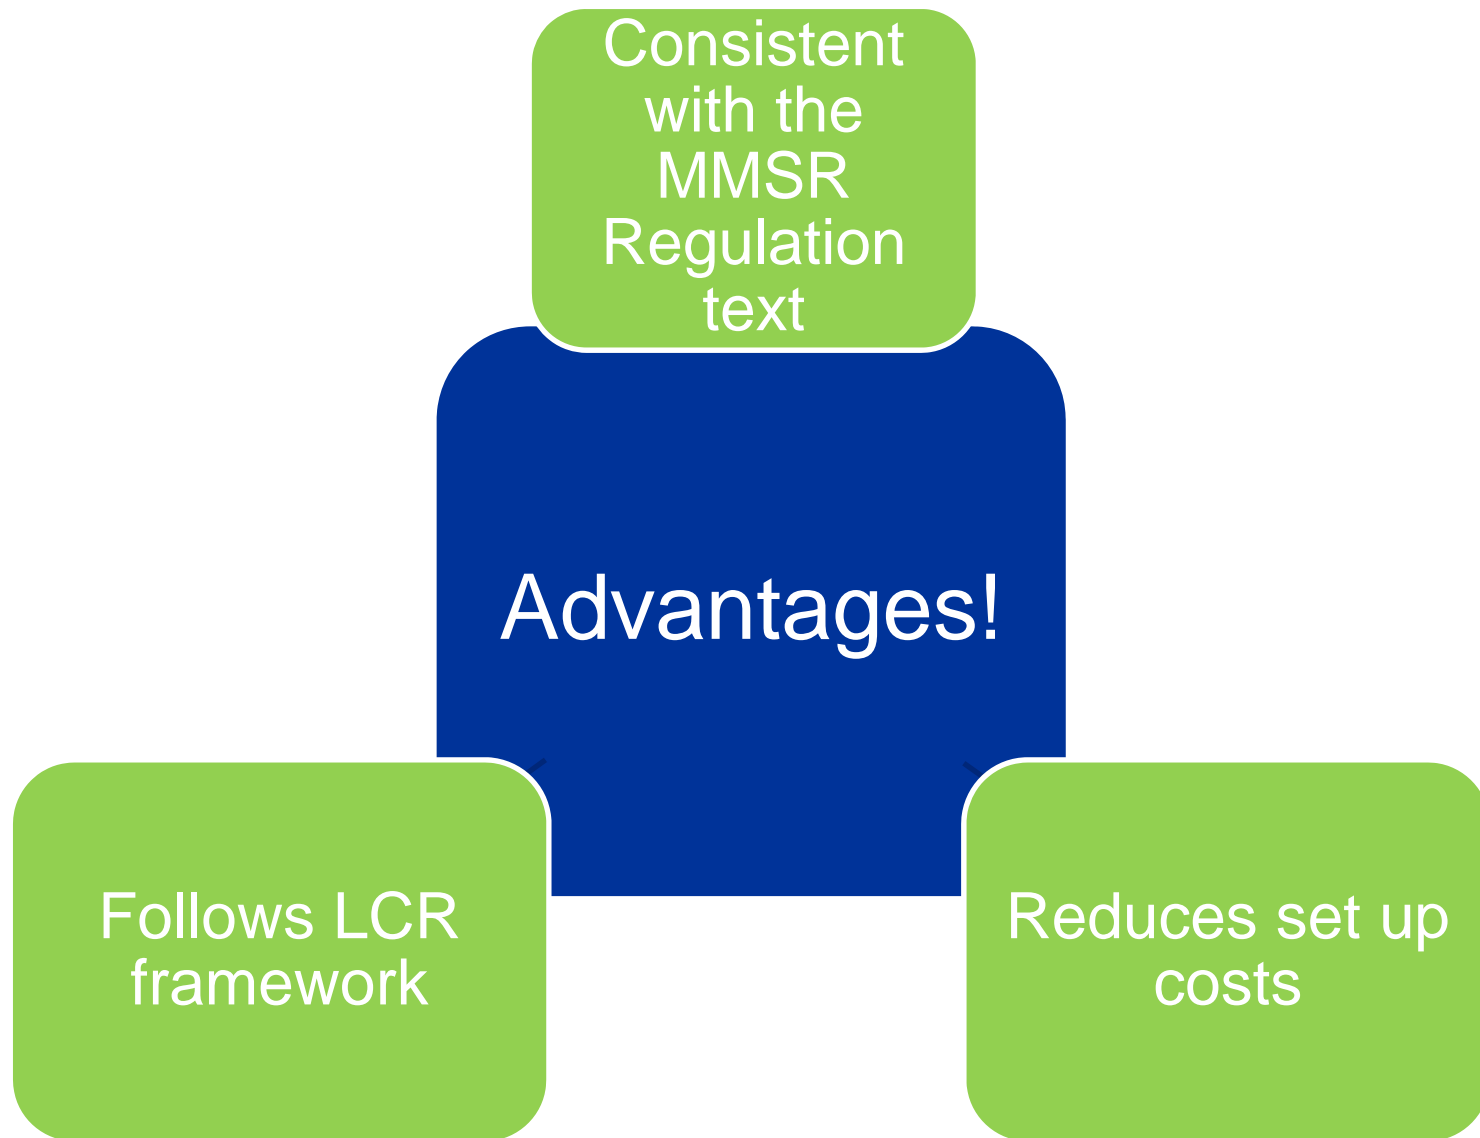 Consistent
with the
MMSR
Regulation
text
Advantages!
Follows LCR
framework
Reduces set up
costs